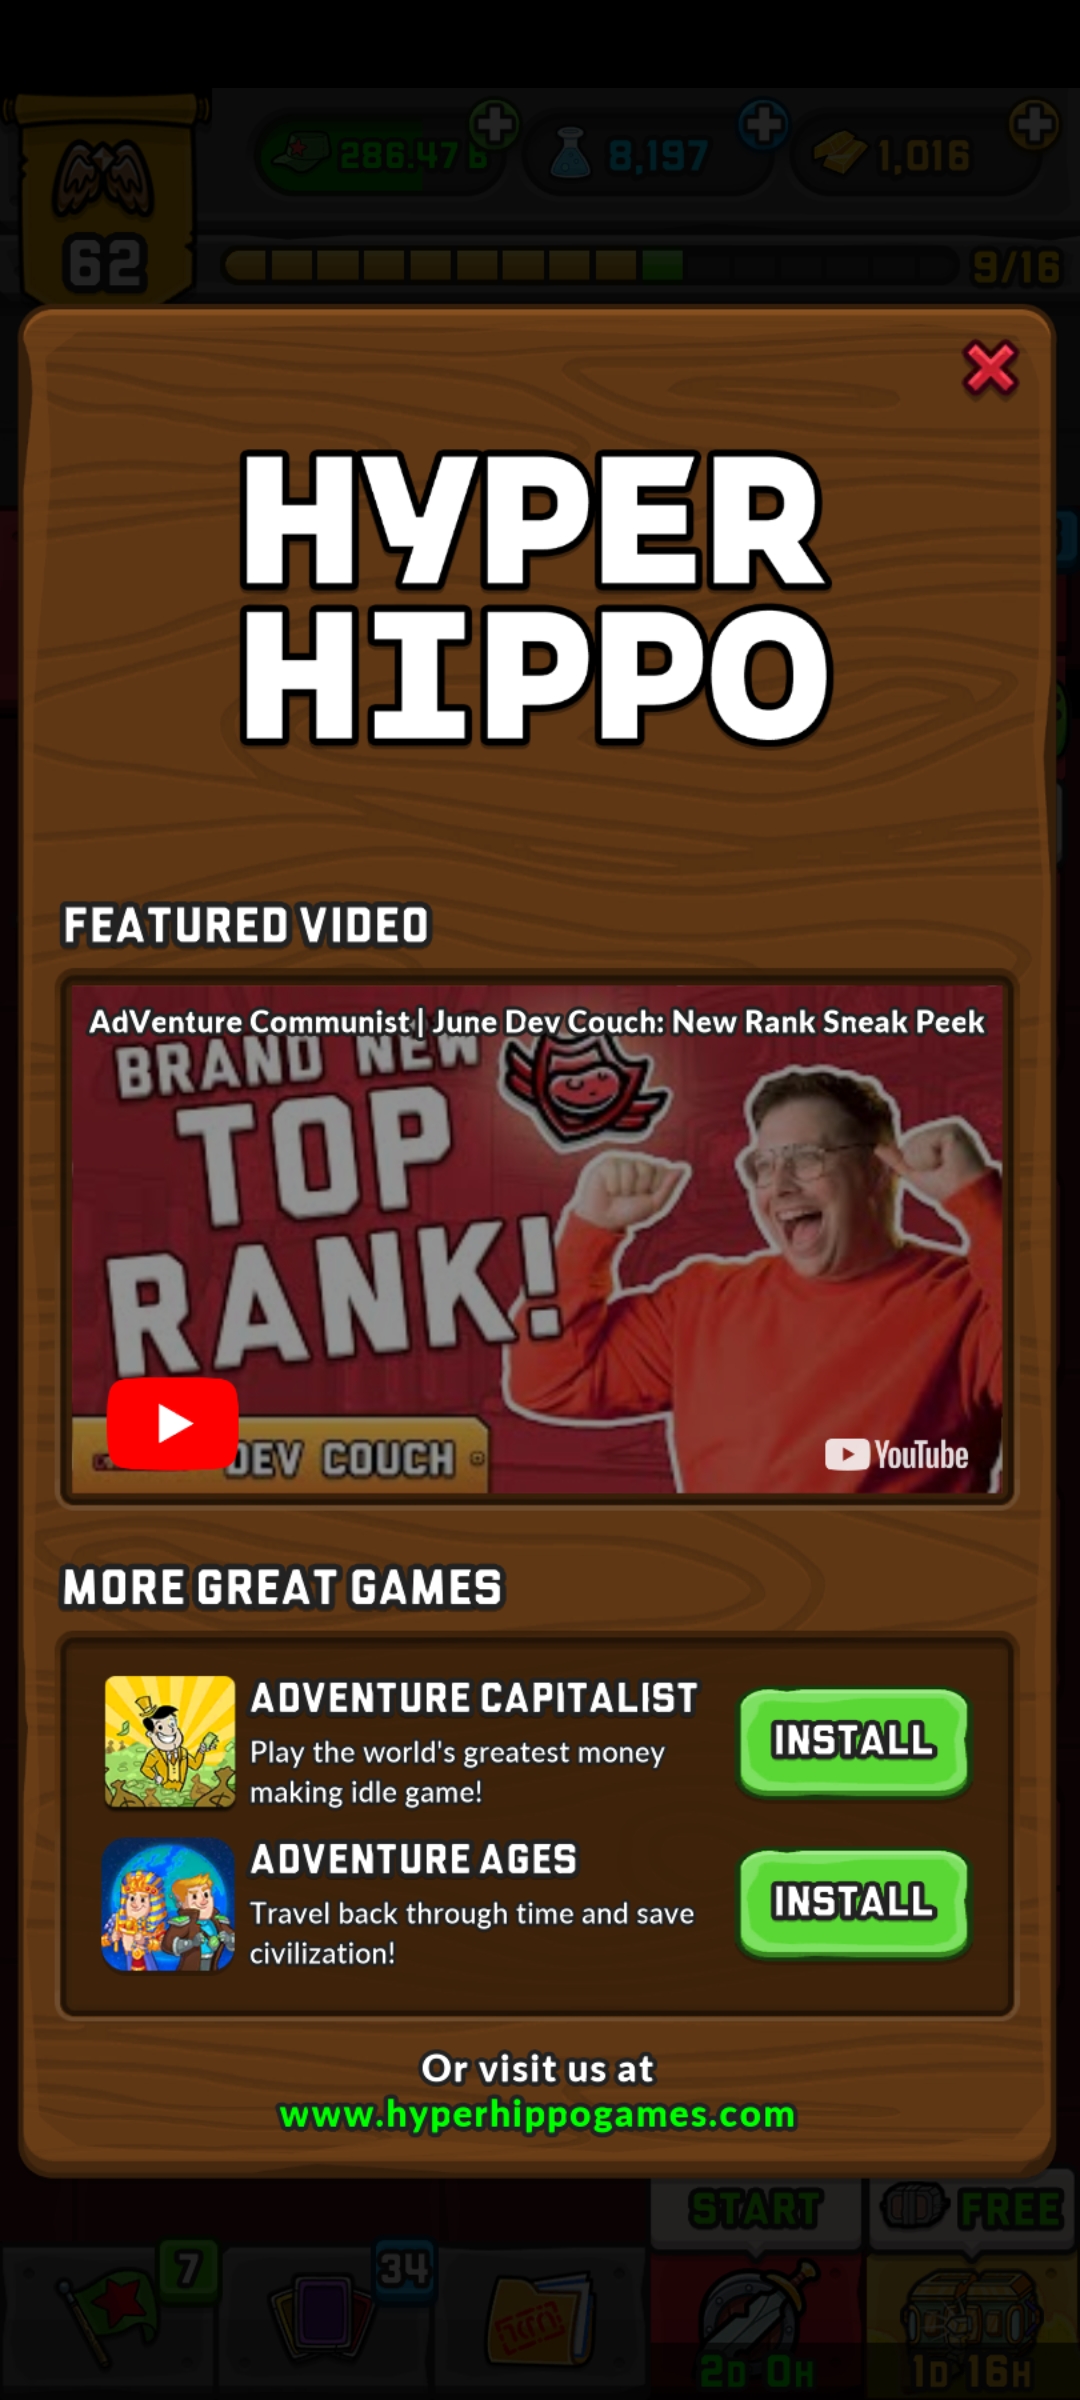 286.47 b
8,197
1,016
62
9/16
HYPER
HIPPO
FEATURED VIDEO
AdVenture Communist | June Dev Couch: New Rank Sneak Peek
BRAND NEW
TOP
RANK!
DEV COUCH
YouTube
MORE GREAT GAMES
ADVENTURE CAPITALIST
Play the world's greatest money
making idle game!
INSTALL
ADVENTURE AGES
Travel back through time and save
civilization!
INSTALL
Or visit us at
www.hyperhippogames.com
START
FREE
7
34
2D 0H
1D 16H